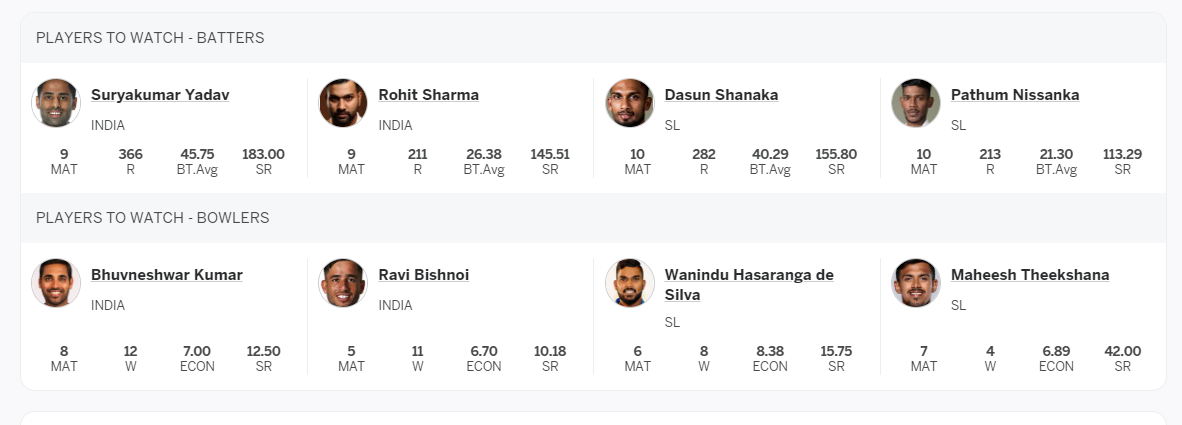 PLAYERS TO WATCH - BATTERS
Suryakumar Yadav
INDIA
9 366 45.75 183.00
MAT R BT.Avg SR
Rohit Sharma
INDIA
9 211 26.38 145.51
MAT R BT.Avg SR
Dasun Shanaka
SL
10 282 40.29 155.80
MAT R BT.Avg SR
Pathum Nissanka
SL
10 213 21.30 113.29
MAT R BT.Avg SR
PLAYERS TO WATCH - BOWLERS
Bhuvneshwar Kumar
INDIA
8 12 7.00 12.50
MAT W ECON SR
Ravi Bishnoi
INDIA
5 11 6.70 10.18
MAT W ECON SR
Wanindu Hasaranga de
Silva
SL
6 8 8.38 15.75
MAT W ECON SR
Maheesh Theekshana
SL
7 4 6.89 42.00
MAT W ECON SR